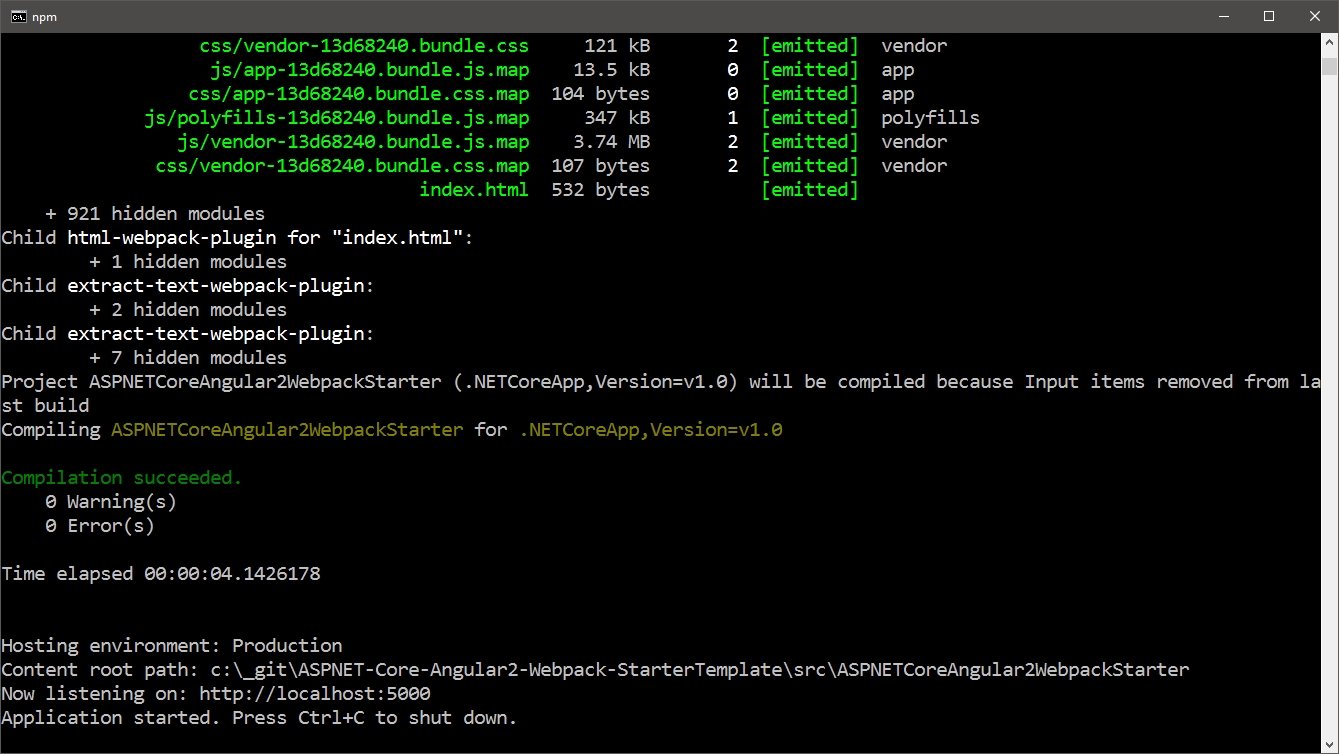 npm
css/vendor-13d68240.bundle.css 121 kB 2 [emitted] vendor
js/app-13d68240.bundle.js.map 13.5 kB 0 [emitted] app
css/app-13d68240.bundle.css.map 104 bytes 0 [emitted] app
js/polyfills-13d68240.bundle.js.map 347 kB 1 [emitted] polyfills
js/vendor-13d68240.bundle.js.map 3.74 MB 2 [emitted] vendor
css/vendor-13d68240.bundle.css.map 107 bytes 2 [emitted] vendor
index.html 532 bytes [emitted]
+ 921 hidden modules
Child html-webpack-plugin for "index.html":
+ 1 hidden modules
Child extract-text-webpack-plugin:
+ 2 hidden modules
Child extract-text-webpack-plugin:
+ 7 hidden modules
Project ASPNETCoreAngular2WebpackStarter (.NETCoreApp,Version=v1.0) will be compiled because Input items removed from la
st build
Compiling ASPNETCoreAngular2WebpackStarter for .NETCoreApp,Version=v1.0
Compilation succeeded.
0 Warning(s)
0 Error(s)
Time elapsed 00:00:04.1426178
Hosting environment: Production
Content root path: c:\_git\ASPNET-Core-Angular2-Webpack-StarterTemplate\src\ASPNETCoreAngular2WebpackStarter
Now listening on: http://localhost:5000
Application started. Press Ctrl+C to shut down.